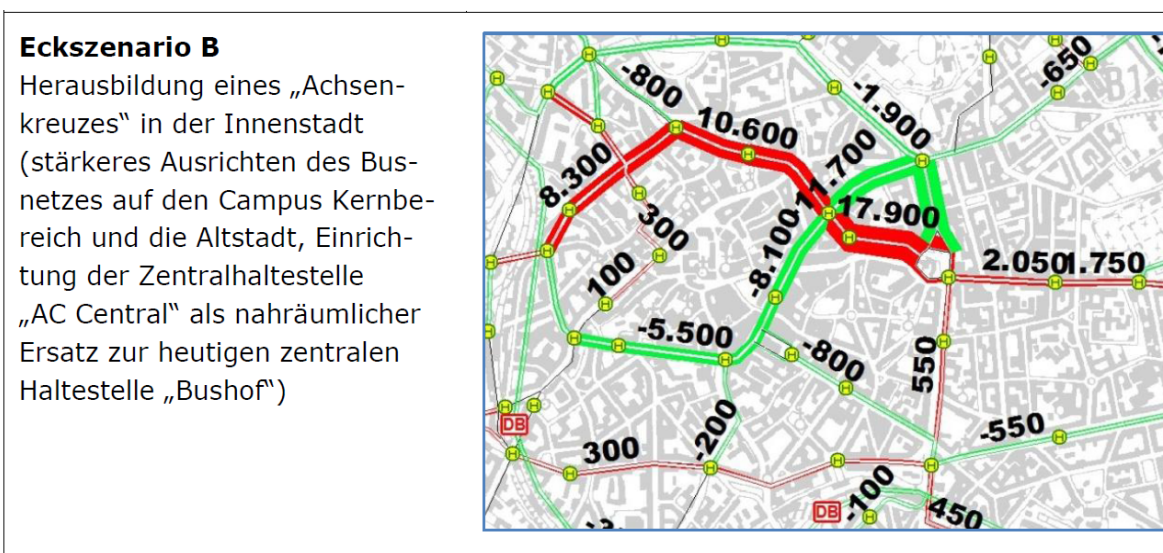 Eckszenario B
Herausbildung eines „Achsen-
kreuzes“ in der Innenstadt
(stärkeres Ausrichten des Bus-
netzes auf den Campus Kernbe-
reich und die Altstadt, Einrich-
tung der Zentralhaltestelle
„AC Central“ als nahräumlicher
Ersatz zur heutigen zentralen
Haltestelle „Bushof“)
-800
10.600
-1.900
-650
8.300
-11.700
17.900
300
-8.100
2.050
1.750
100
-5.500
-800
550
DB
-200
300
-550
DB
-100
450